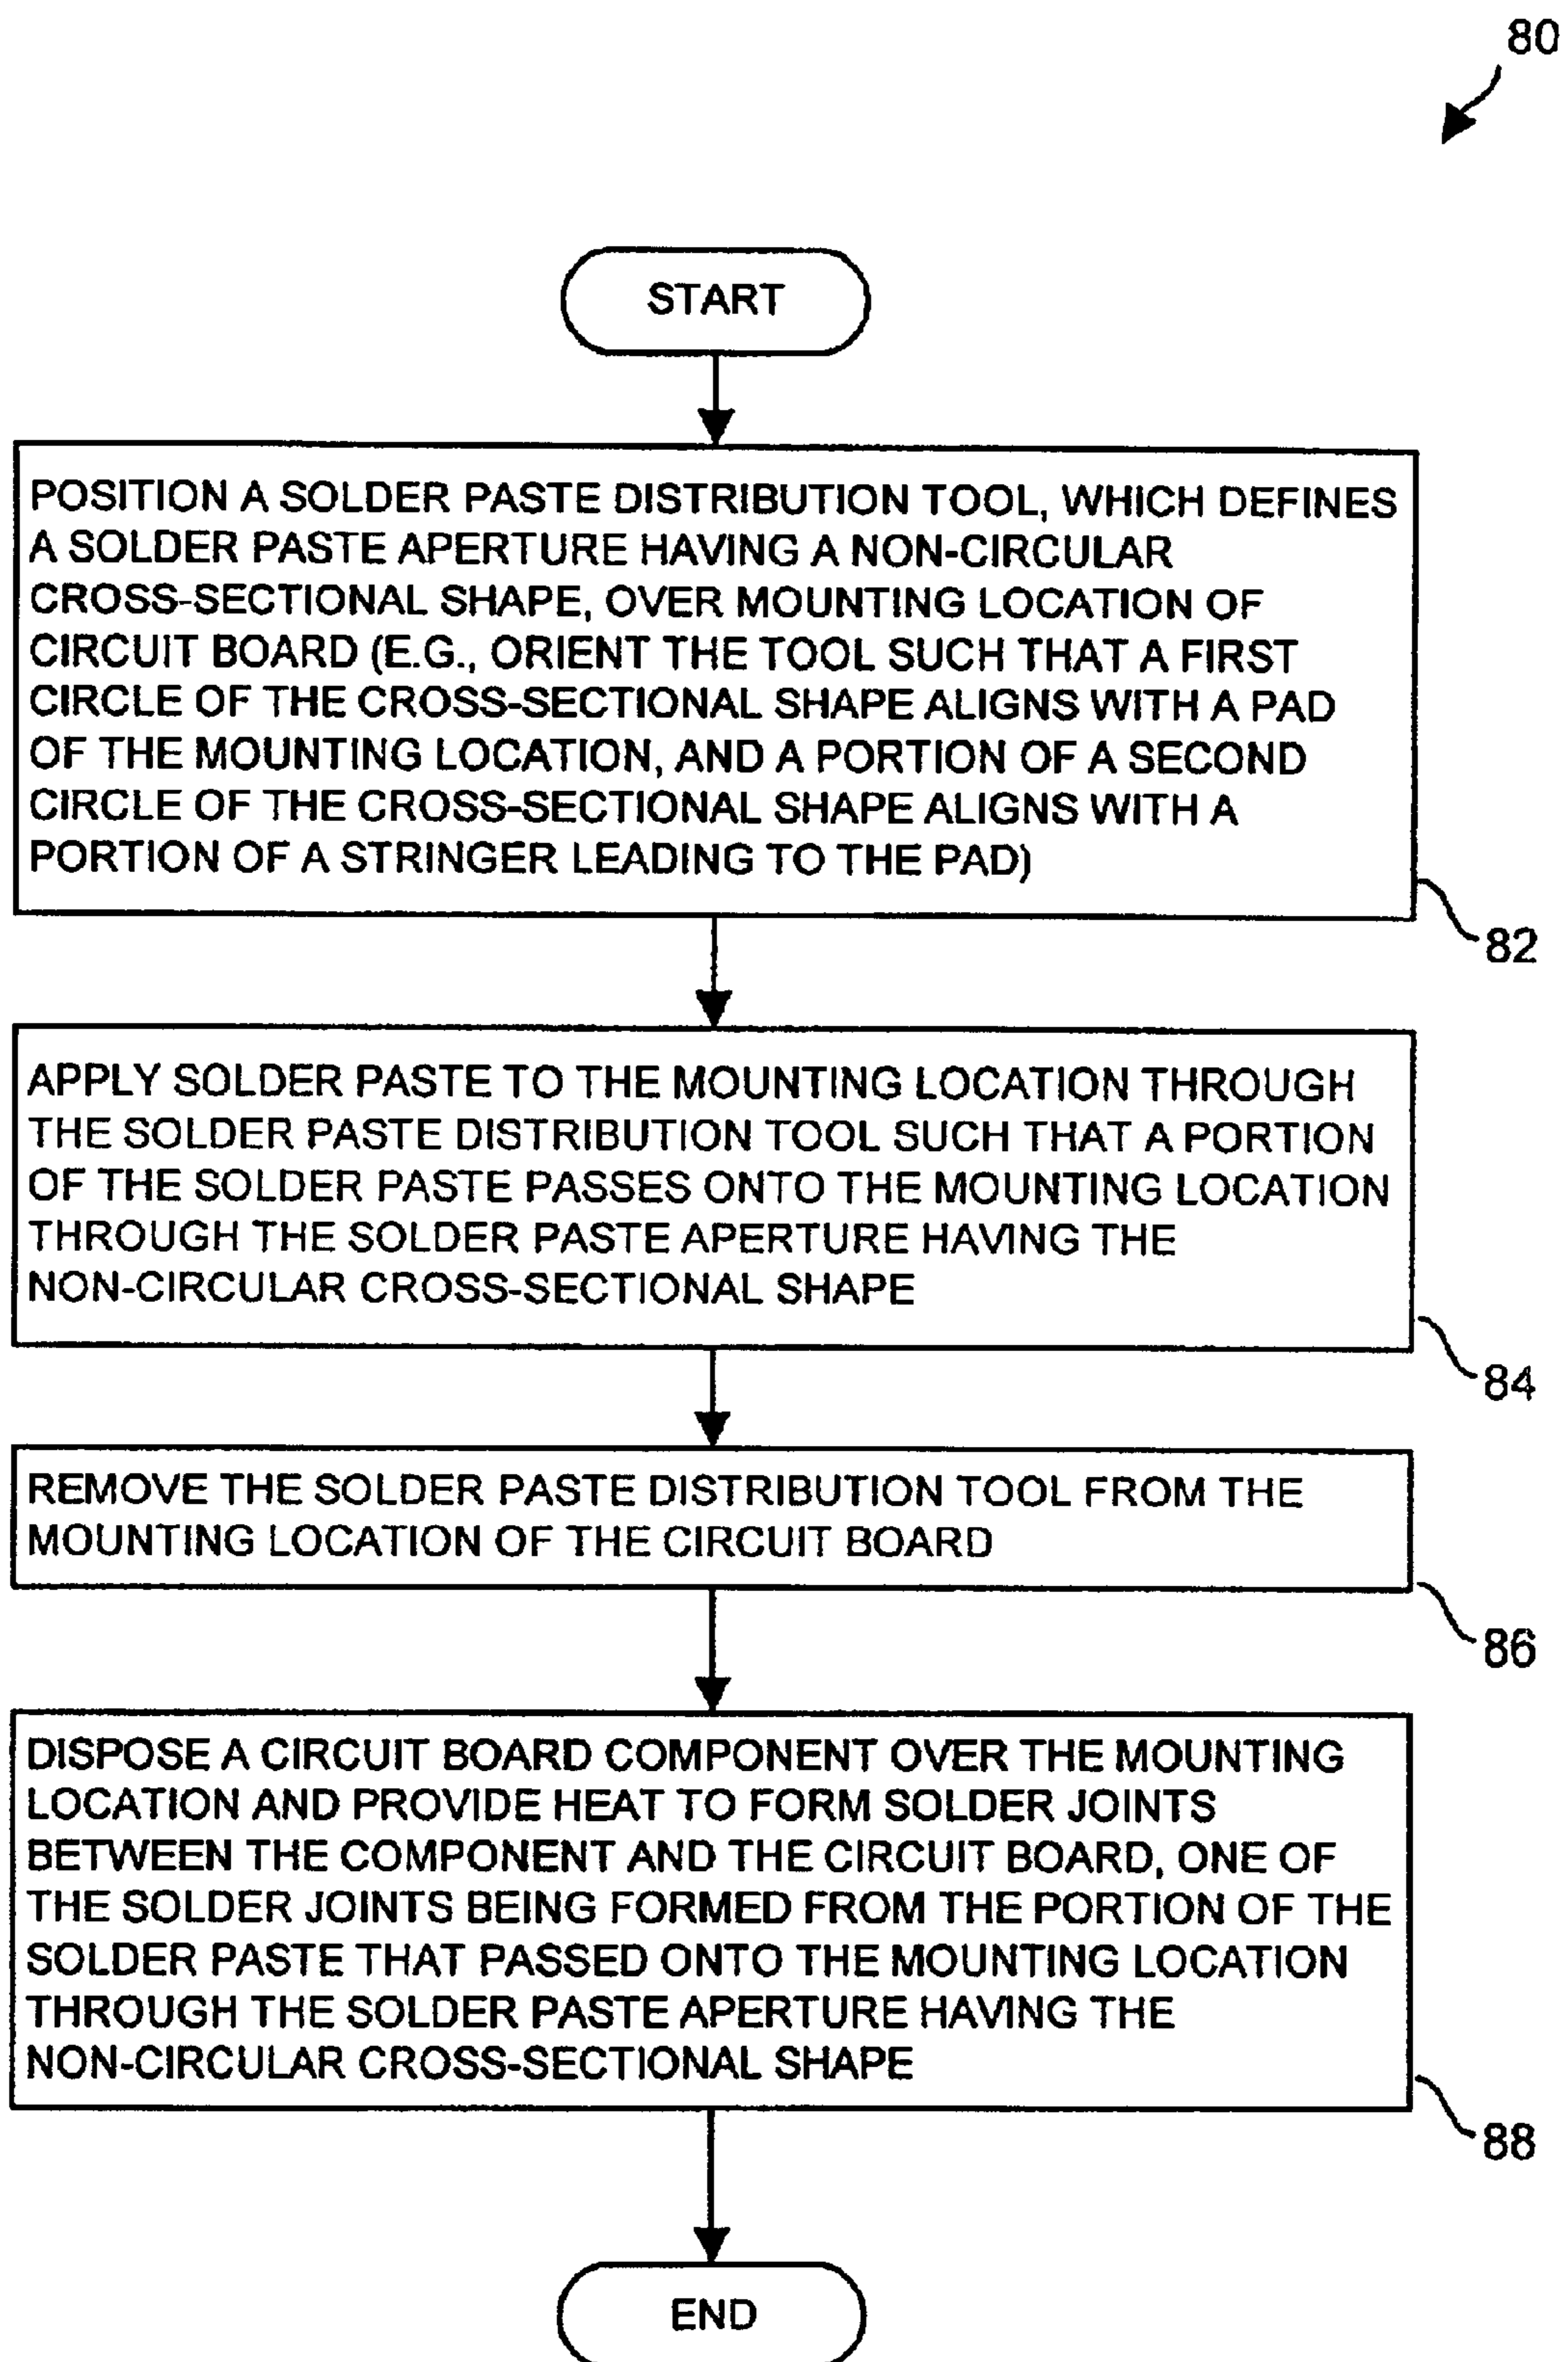 80
START
POSITION A SOLDER PASTE DISTRIBUTION TOOL, WHICH DEFINES
A SOLDER PASTE APERTURE HAVING A NON-CIRCULAR
CROSS-SECTIONAL SHAPE, OVER MOUNTING LOCATION OF
CIRCUIT BOARD (E.G., ORIENT THE TOOL SUCH THAT A FIRST
CIRCLE OF THE CROSS-SECTIONAL SHAPE ALIGNS WITH A PAD
OF THE MOUNTING LOCATION, AND A PORTION OF A SECOND
CIRCLE OF THE CROSS-SECTIONAL SHAPE ALIGNS WITH A
PORTION OF A STRINGER LEADING TO THE PAD)
82
APPLY SOLDER PASTE TO THE MOUNTING LOCATION THROUGH
THE SOLDER PASTE DISTRIBUTION TOOL SUCH THAT A PORTION
OF THE SOLDER PASTE PASSES ONTO THE MOUNTING LOCATION
THROUGH THE SOLDER PASTE APERTURE HAVING THE
NON-CIRCULAR CROSS-SECTIONAL SHAPE
84
REMOVE THE SOLDER PASTE DISTRIBUTION TOOL FROM THE
MOUNTING LOCATION OF THE CIRCUIT BOARD
86
DISPOSE A CIRCUIT BOARD COMPONENT OVER THE MOUNTING
LOCATION AND PROVIDE HEAT TO FORM SOLDER JOINTS
BETWEEN THE COMPONENT AND THE CIRCUIT BOARD, ONE OF
THE SOLDER JOINTS BEING FORMED FROM THE PORTION OF THE
SOLDER PASTE THAT PASSED ONTO THE MOUNTING LOCATION
THROUGH THE SOLDER PASTE APERTURE HAVING THE
NON-CIRCULAR CROSS-SECTIONAL SHAPE
88
END